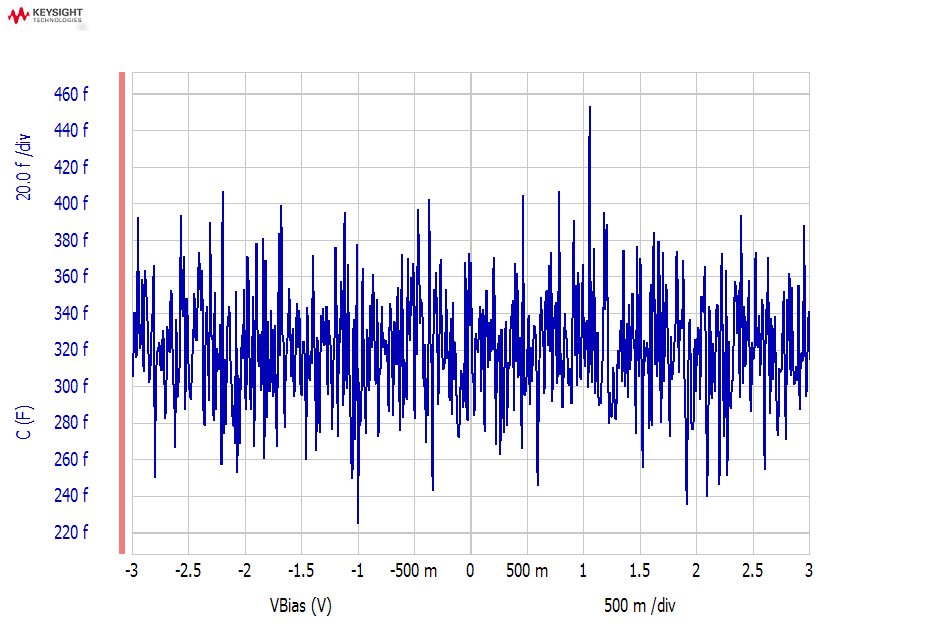 KEYSIGHT
TECHNOLOGIES
460 f
440 f
420 f
400 f
380 f
360 f
340 f
320 f
300 f
280 f
260 f
240 f
220 f
20.0 f /div
C (F)
-3 -2.5 -2 -1.5 -1 -500 m 0 500 m 1 1.5 2 2.5 3
VBias (V) 500 m /div